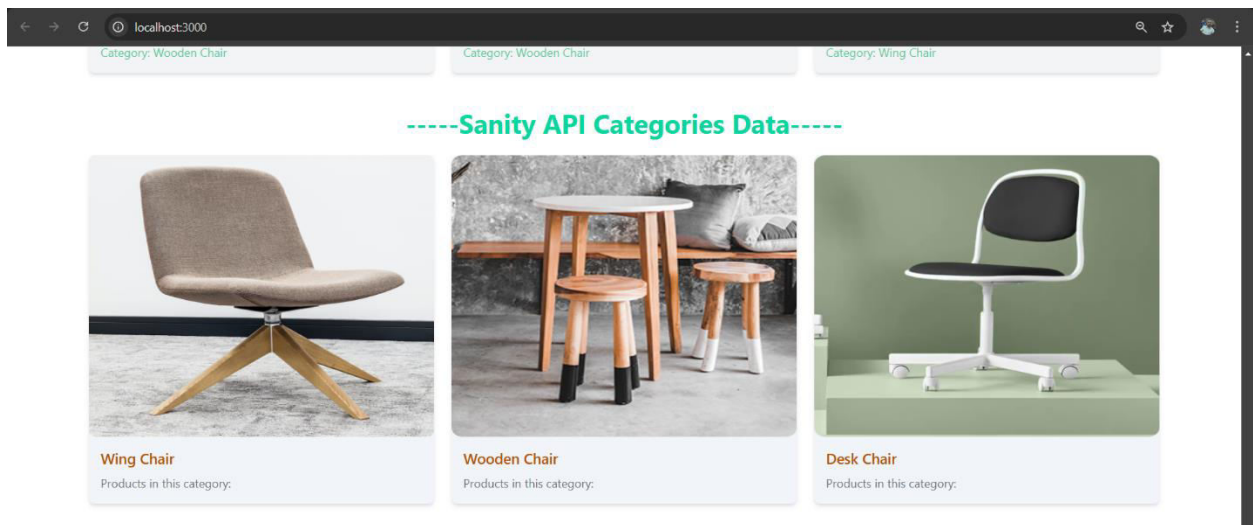 localhost:3000
Category: Wooden Chair
Category: Wooden Chair
Category: Wing Chair
-----Sanity API Categories Data-----
Wing Chair
Wooden Chair
Desk Chair
Products in this category:
Products in this category:
Products in this category: